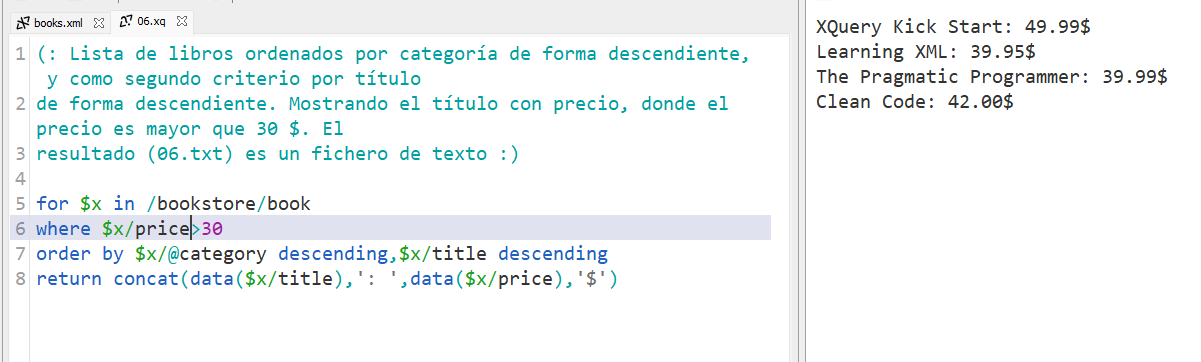 books.xml 06.xq
1 (: Lista de libros ordenados por categoría de forma descendiente,
y como segundo criterio por título
2 de forma descendiente. Mostrando el título con precio, donde el
precio es mayor que 30 $. El
3 resultado (06.txt) es un fichero de texto :)
4
5 for $x in /bookstore/book
6 where $x/price>30
7 order by $x/@category descending,$x/title descending
8 return concat(data($x/title),': ',data($x/price),'$')
XQuery Kick Start: 49.99$
Learning XML: 39.95$
The Pragmatic Programmer: 39.99$
Clean Code: 42.00$